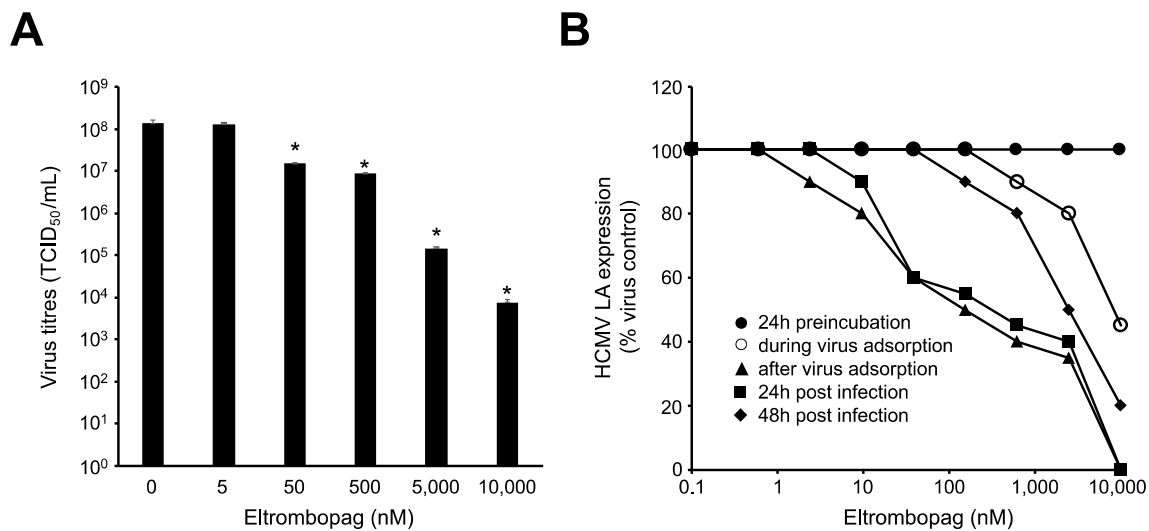 A
Virus titres (TCID₅₀/mL)
10⁹
10⁸
10⁷
10⁶
10⁵
10⁴
10³
10²
10¹
10⁰
*
*
*
*
0 5 50 500 5,000 10,000
Eltrombopag (nM)
B
HCMV LA expression
(% virus control)
120
100
80
60
40
20
0
24h preincubation
during virus adsorption
after virus adsorption
24h post infection
48h post infection
0.1 1 10 100 1,000 10,000
Eltrombopag (nM)